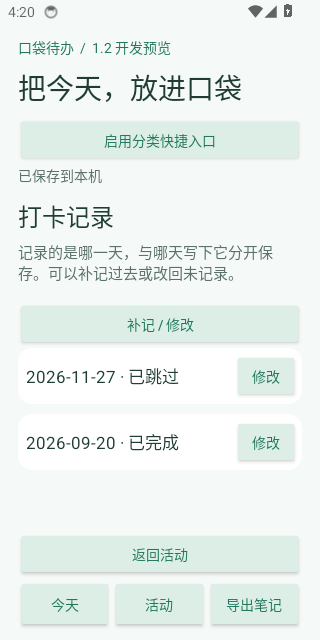 4:20
口袋待办 / 1.2 开发预览
把今天，放进口袋
启用分类快捷入口
已保存到本机
打卡记录
记录的是哪一天，与哪天写下它分开保
存。可以补记过去或改回未记录。
补记 / 修改
2026-11-27 · 已跳过
修改
2026-09-20 · 已完成
修改
返回活动
今天
活动
导出笔记